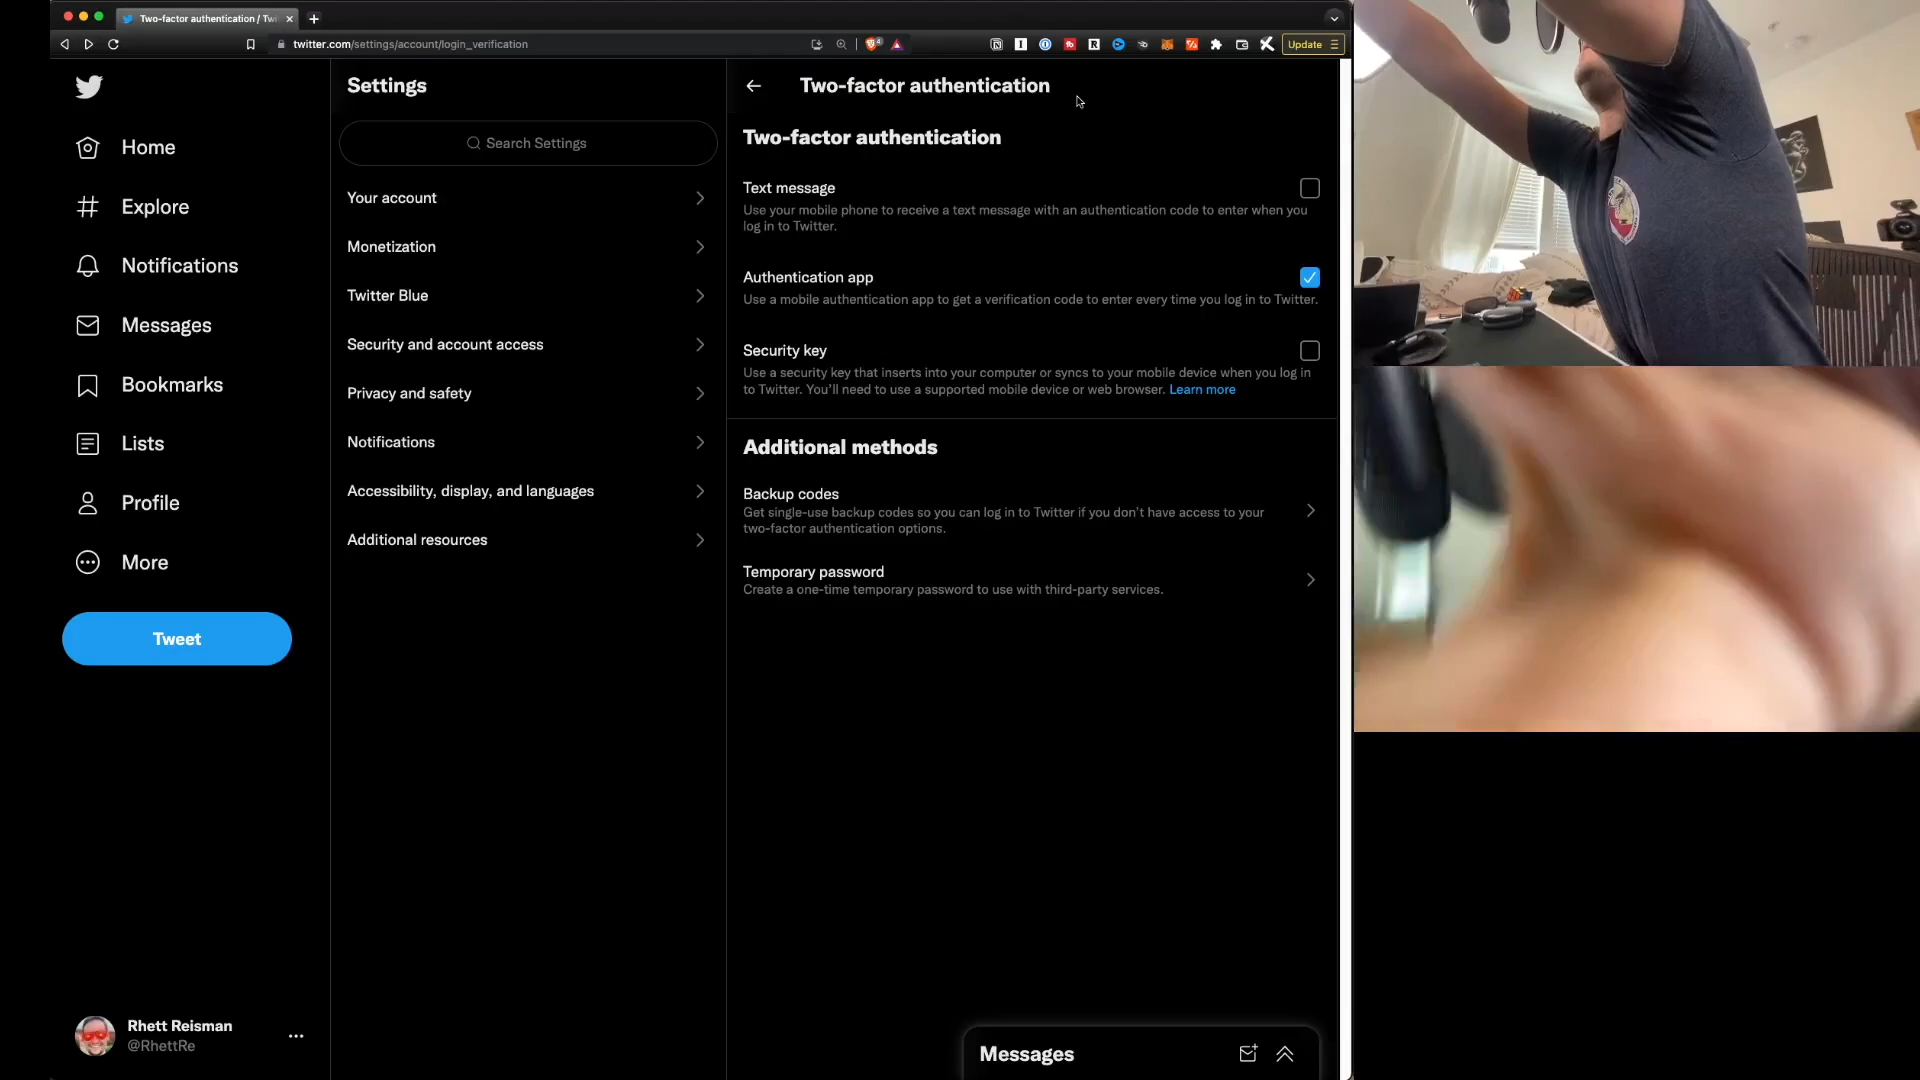 Two-factor authentication / Twi
twitter.com/settings/account/login_verification
Update
Home
Explore
Notifications
Messages
Bookmarks
Lists
Profile
More
Tweet
Rhett Reisman
@RhettRe
Settings
Search Settings
Your account
Monetization
Twitter Blue
Security and account access
Privacy and safety
Notifications
Accessibility, display, and languages
Additional resources
Two-factor authentication
Two-factor authentication
Text message
Use your mobile phone to receive a text message with an authentication code to enter when you
log in to Twitter.
Authentication app
Use a mobile authentication app to get a verification code to enter every time you log in to Twitter.
Security key
Use a security key that inserts into your computer or syncs to your mobile device when you log in
to Twitter. You’ll need to use a supported mobile device or web browser. Learn more
Additional methods
Backup codes
Get single-use backup codes so you can log in to Twitter if you don’t have access to your
two-factor authentication options.
Temporary password
Create a one-time temporary password to use with third-party services.
Messages